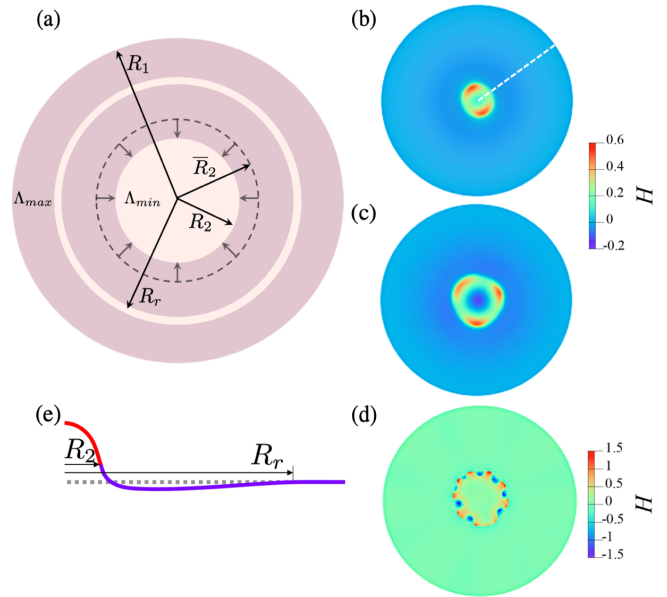 (a)
R1
R̅2
Λmax
Λmin
R2
Rr
(b)
0.6
0.4
0.2
0
-0.2
H
(c)
(e)
R2
Rr
(d)
1.5
1
0.5
0
-0.5
-1
-1.5
H